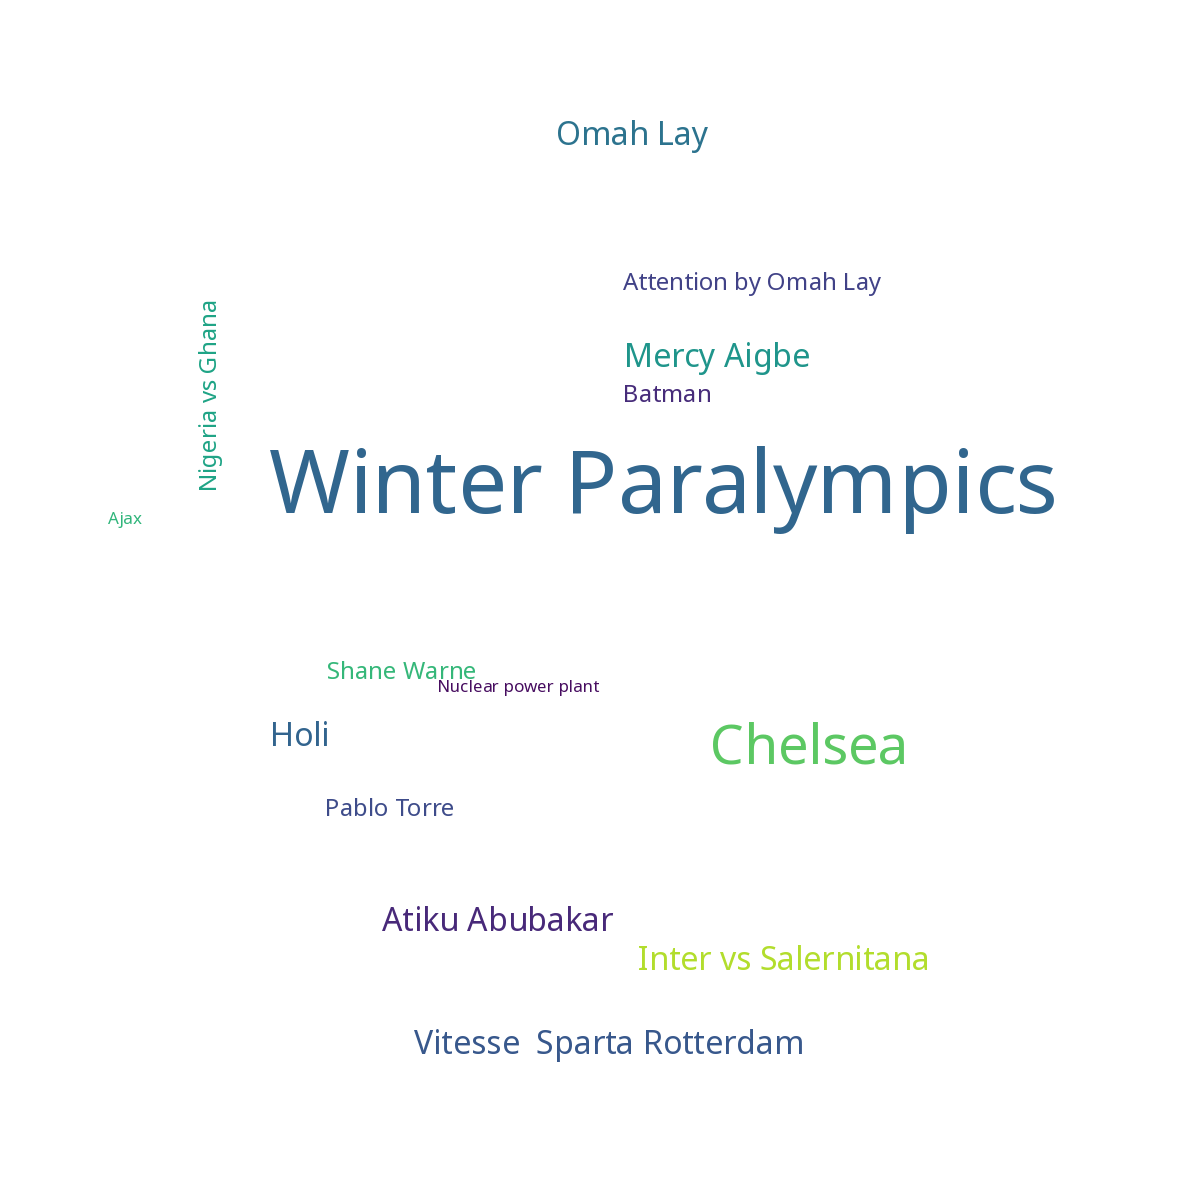 Omah Lay
Attention by Omah Lay
Nigeria vs Ghana
Mercy Aigbe
Batman
Winter Paralympics
Ajax
Shane Warne
Nuclear power plant
Holi
Chelsea
Pablo Torre
Atiku Abubakar
Inter vs Salernitana
Vitesse  Sparta Rotterdam